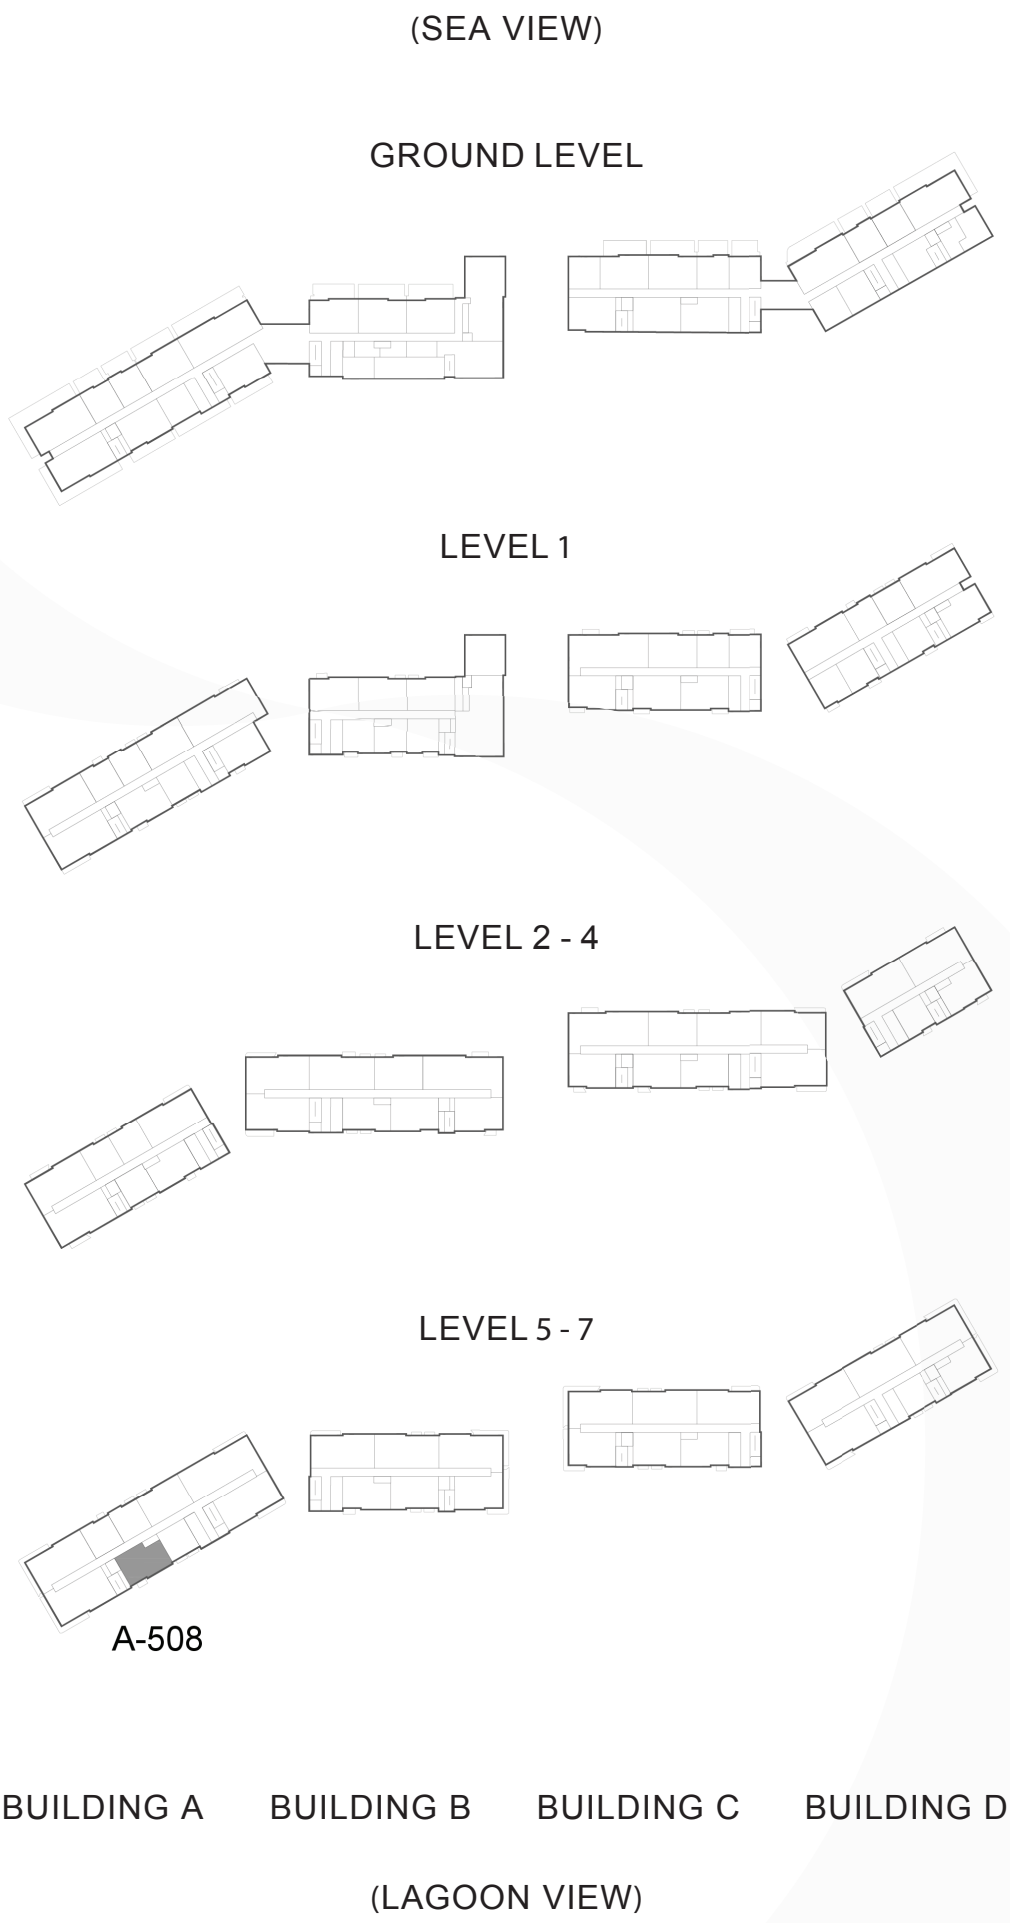 (SEA VIEW)
GROUND LEVEL
LEVEL 1
LEVEL 2 - 4
LEVEL 5 - 7
A-508
BUILDING A BUILDING B BUILDING C BUILDING D
(LAGOON VIEW)